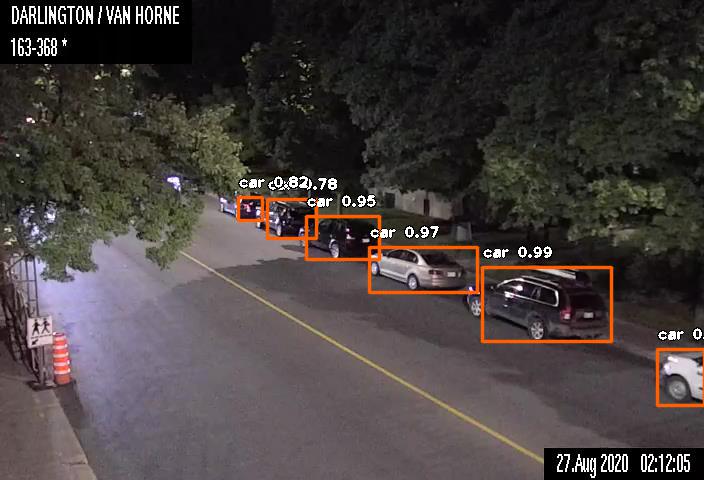 DARLINGTON / VAN HORNE
163-368 *
car 0.82
0.78
car 0.95
car 0.97
car 0.99
car 0.
27.Aug 2020 02:12:05